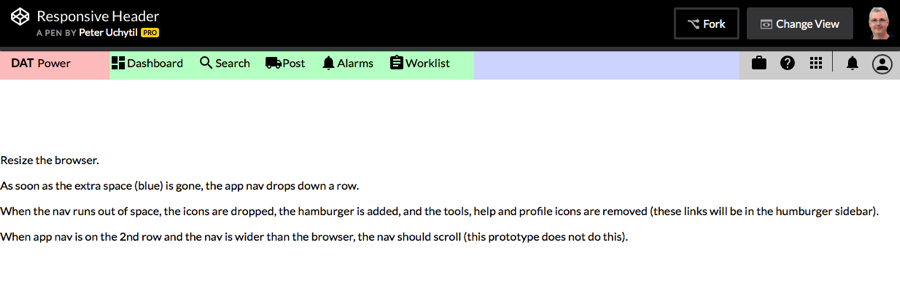 Responsive Header
A PEN BY Peter Uchytil PRO
Fork
Change View
DAT Power Dashboard Search Post Alarms Worklist
Resize the browser.
As soon as the extra space (blue) is gone, the app nav drops down a row.
When the nav runs out of space, the icons are dropped, the hamburger is added, and the tools, help and profile icons are removed (these links will be in the humburger sidebar).
When app nav is on the 2nd row and the nav is wider than the browser, the nav should scroll (this prototype does not do this).